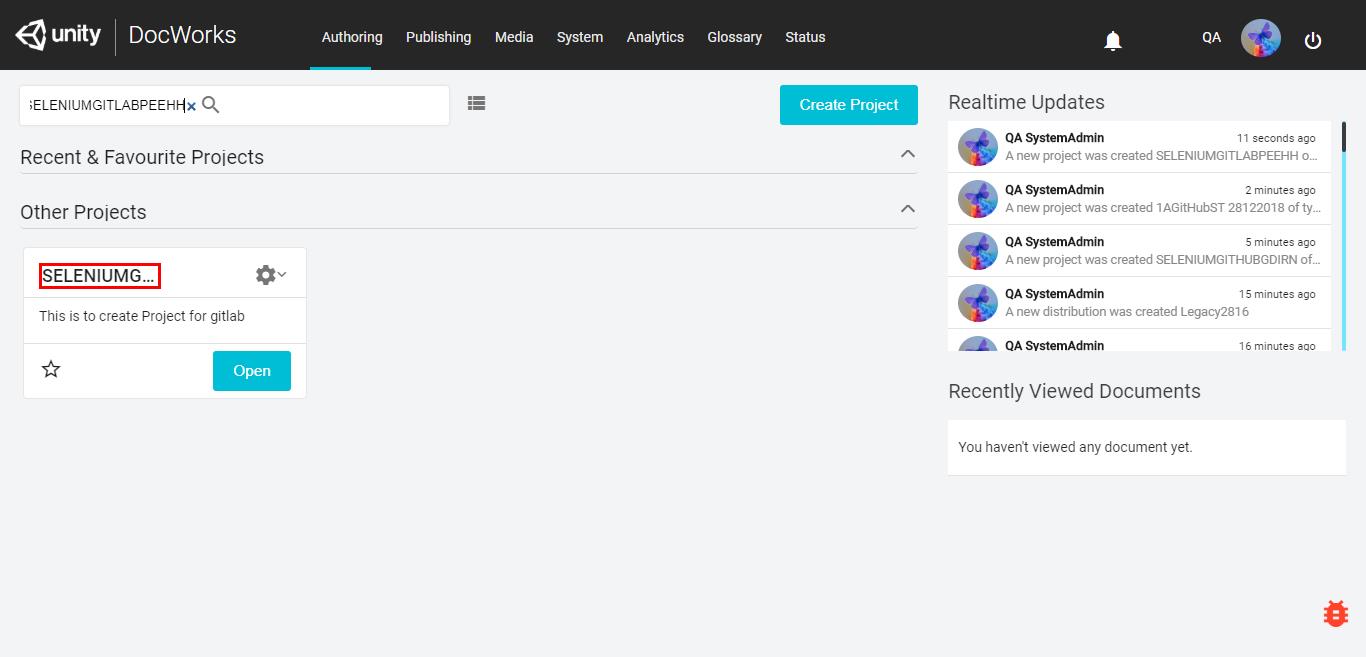 unity DocWorks Authoring Publishing Media System Analytics Glossary Status QA
SELENIUMGITLABPEEHH
Create Project
Recent & Favourite Projects
Other Projects
SELENIUMG...
This is to create Project for gitlab
Open
Realtime Updates
QA SystemAdmin 11 seconds ago
A new project was created SELENIUMGITLABPEEHH o...
QA SystemAdmin 2 minutes ago
A new project was created 1AGitHubST 28122018 of ty...
QA SystemAdmin 5 minutes ago
A new project was created SELENIUMGITHUBGDIRN of...
QA SystemAdmin 15 minutes ago
A new distribution was created Legacy2816
QA SystemAdmin 16 minutes ago
Recently Viewed Documents
You haven't viewed any document yet.